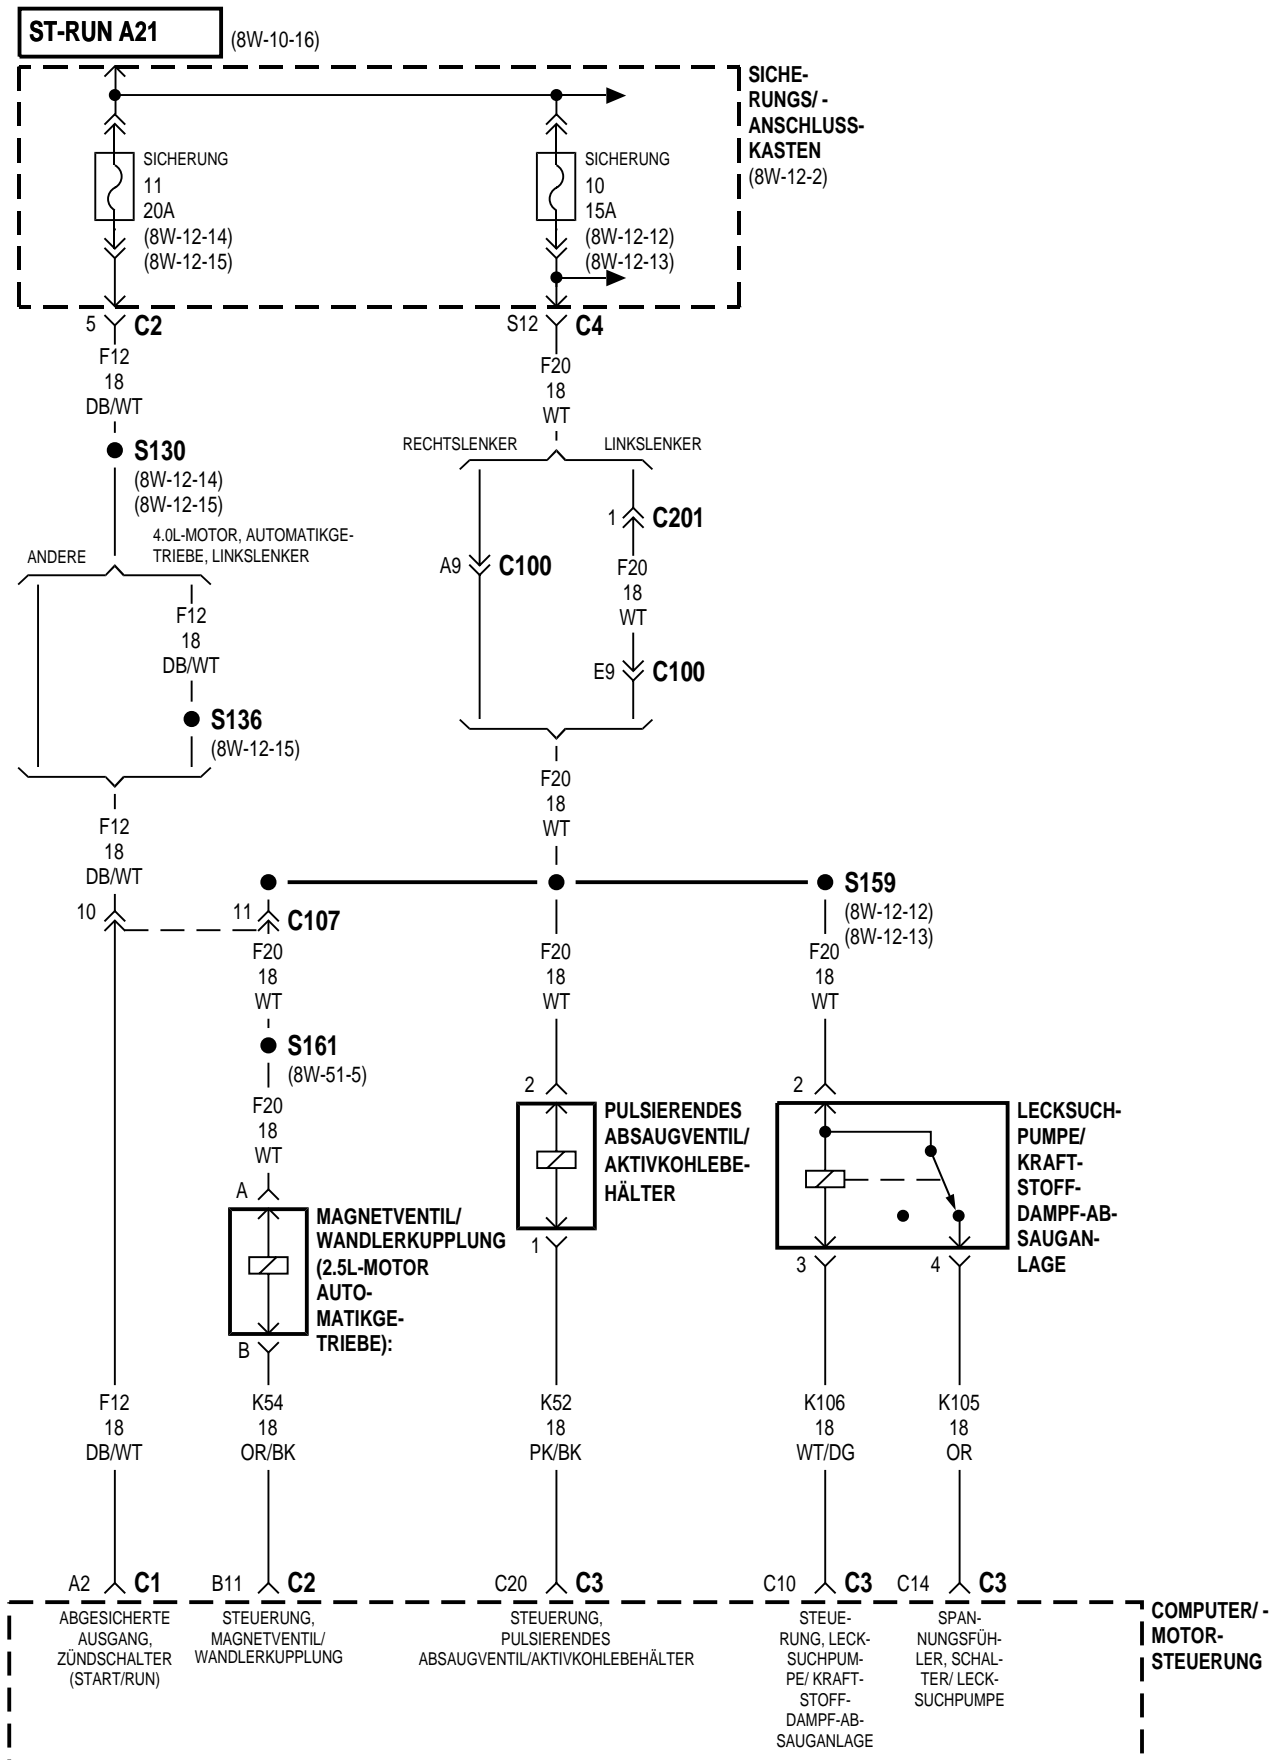 ST-RUN A21
(8W-10-16)
SICHE-
RUNGS/ -
ANSCHLUSS-
KASTEN
(8W-12-2)
SICHERUNG
11
20A
(8W-12-14)
(8W-12-15)
SICHERUNG
10
15A
(8W-12-12)
(8W-12-13)
5 C2
S12 C4
F12
18
DB/WT
F20
18
WT
S130
(8W-12-14)
(8W-12-15)
RECHTSLENKER
LINKSLENKER
1 C201
A9 C100
F20
18
WT
E9 C100
ANDERE
4.0L-MOTOR, AUTOMATIKGE-
TRIEBE, LINKSLENKER
F12
18
DB/WT
S136
(8W-12-15)
F12
18
DB/WT
F20
18
WT
S159
(8W-12-12)
(8W-12-13)
10
11 C107
F20
18
WT
F20
18
WT
F20
18
WT
S161
(8W-51-5)
F20
18
WT
A
MAGNETVENTIL/
WANDLERKUPPLUNG
(2.5L-MOTOR
AUTO-
MATIKGE-
TRIEBE):
B
2
PULSIERENDES
ABSAUGVENTIL/
AKTIVKOHLEBE-
HÄLTER
1
2
LECKSUCH-
PUMPE/
KRAFT-
STOFF-
DAMPF-AB-
SAUGAN-
LAGE
3
4
F12
18
DB/WT
K54
18
OR/BK
K52
18
PK/BK
K106
18
WT/DG
K105
18
OR
A2 C1
B11 C2
C20 C3
C10 C3
C14 C3
ABGESICHERTE
AUSGANG,
ZÜNDSCHALTER
(START/RUN)
STEUERUNG,
MAGNETVENTIL/
WANDLERKUPPLUNG
STEUERUNG,
PULSIERENDES
ABSAUGVENTIL/AKTIVKOHLEBEHÄLTER
STEUE-
RUNG, LECK-
SUCHPUM-
PE/ KRAFT-
STOFF-
DAMPF-AB-
SAUGANLAGE
SPAN-
NUNGSFÜH-
LER, SCHAL-
TER/ LECK-
SUCHPUMPE
COMPUTER/ -
MOTOR-
STEUERUNG